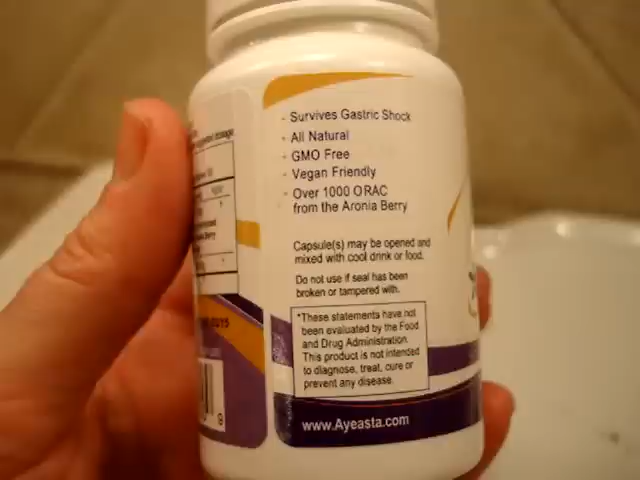 - Survives Gastric Shock
- All Natural
- GMO Free
- Vegan Friendly
- Over 1000 ORAC
from the Aronia Berry
Capsule(s) may be opened and
mixed with cool drink or food.
Do not use if seal has been
broken or tampered with.
*These statements have not
been evaluated by the Food
and Drug Administration.
This product is not intended
to diagnose, treat, cure or
prevent any disease.
www.Ayeasta.com